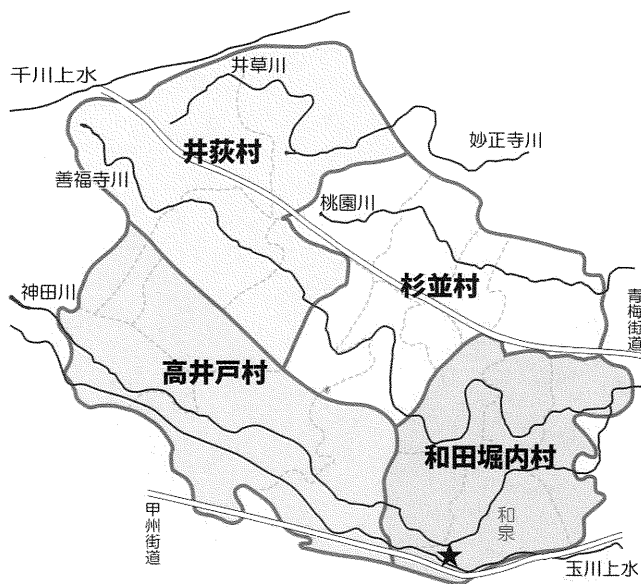 千川上水
井草川
妙正寺川
井荻村
善福寺川
桃園川
杉並村
神田川
青梅街道
高井戸村
和田堀内村
甲州街道
和泉
玉川上水